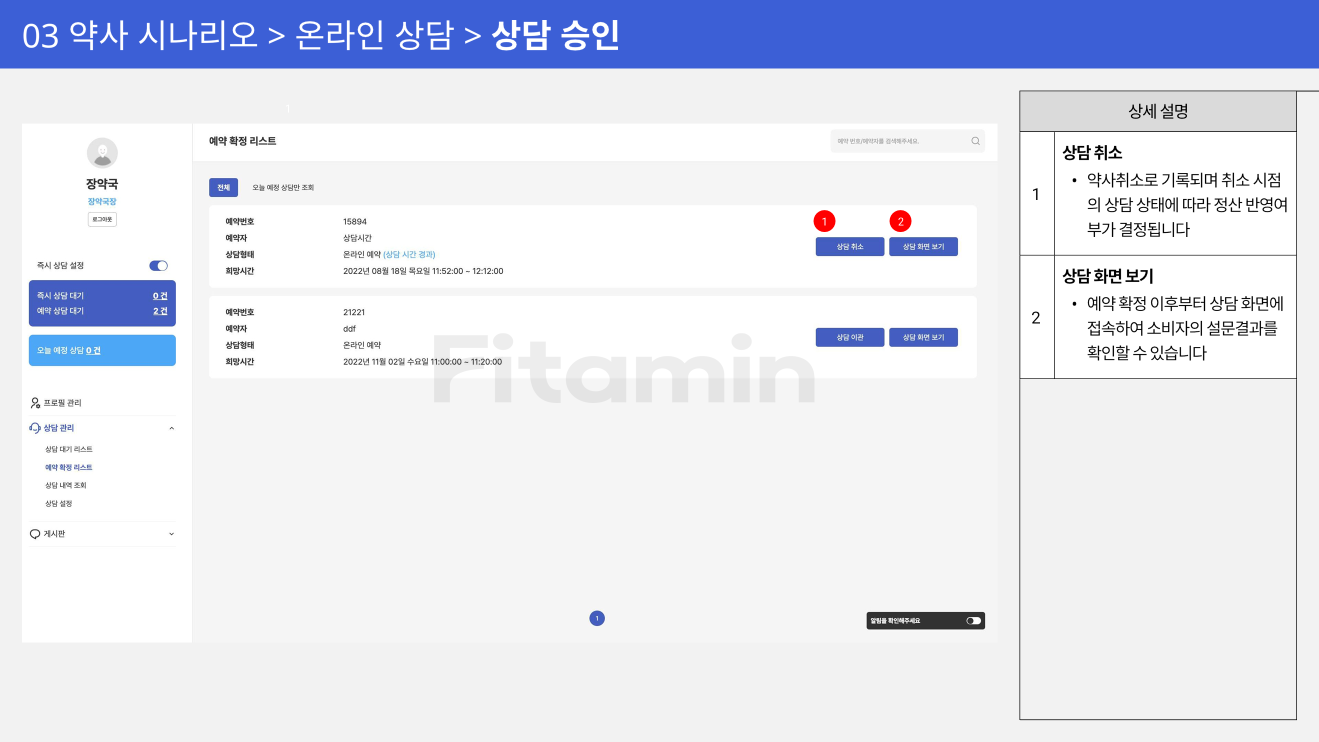 03 약사 시나리오 > 온라인 상담 > 상담 승인
1
장약국
장약국장
로그아웃
즉시 상담 설정
즉시 상담 대기 0 건
예약 상담 대기 2 건
오늘 예정 상담 0 건
프로필 관리
상담 관리
상담 대기 리스트
예약 확정 리스트
상담 내역 조회
상담 설정
게시판
예약 확정 리스트
예약 번호/예약자를 검색해주세요.
전체 오늘 예정 상담만 조회
예약번호 15894
예약자 상담시간
상담형태 온라인 예약 (상담 시간 경과)
희망시간 2022년 08월 18일 목요일 11:52:00 ~ 12:12:00
1 2
상담 취소 상담 화면 보기
예약번호 21221
예약자 ddf
상담형태 온라인 예약
희망시간 2022년 11월 02일 수요일 11:00:00 ~ 11:20:00
상담 이관 상담 화면 보기
Fitamin
1
알림을 확인해주세요
상세 설명
1
상담 취소
• 약사취소로 기록되며 취소 시점
의 상담 상태에 따라 정산 반영여
부가 결정됩니다
2
상담 화면 보기
• 예약 확정 이후부터 상담 화면에
접속하여 소비자의 설문결과를
확인할 수 있습니다